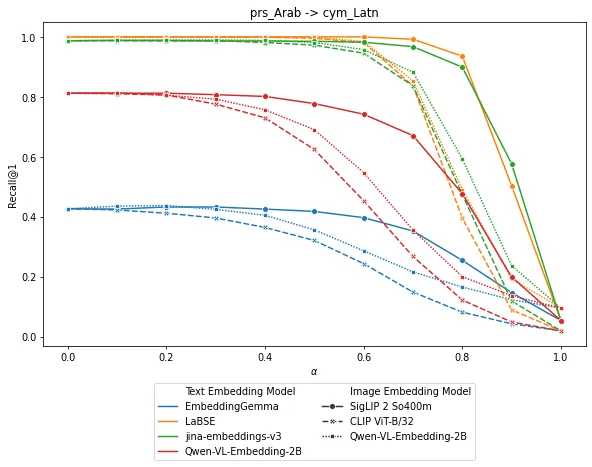 prs_Arab -> cym_Latn
Recall@1
1.0
0.8
0.6
0.4
0.2
0.0
0.0 0.2 0.4 0.6 0.8 1.0
α
Text Embedding Model Image Embedding Model
EmbeddingGemma SigLIP 2 So400m
LaBSE CLIP ViT-B/32
jina-embeddings-v3 Qwen-VL-Embedding-2B
Qwen-VL-Embedding-2B